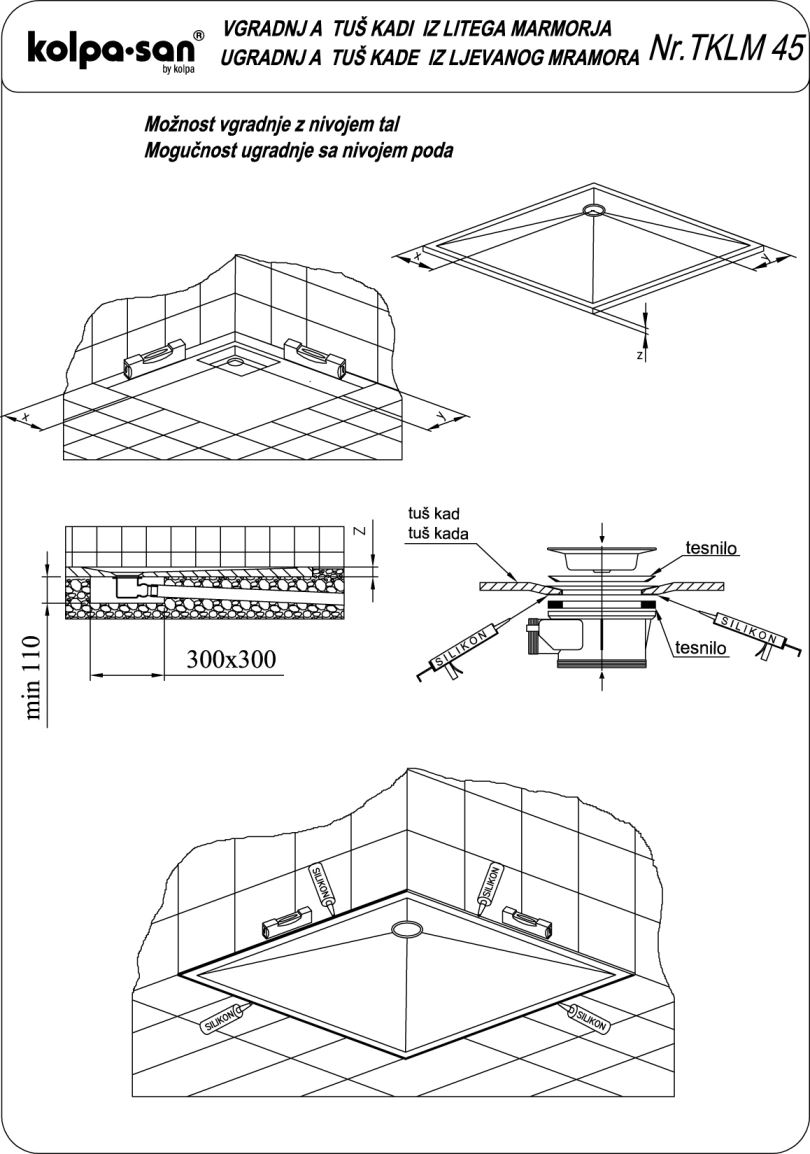 kolpa·san®
by kolpa
VGRADNJA TUŠ KADI IZ LITEGA MARMORJA
UGRADNJA TUŠ KADE IZ LJEVANOG MRAMORA
Nr.TKLM 45
Možnost vgradnje z nivojem tal
Mogučnost ugradnje sa nivojem poda
x
y
z
x
y
Z
min 110
300x300
tuš kad
tuš kada
tesnilo
SILIKON
SILIKON
tesnilo
SILIKON
SILIKON
SILIKON
SILIKON